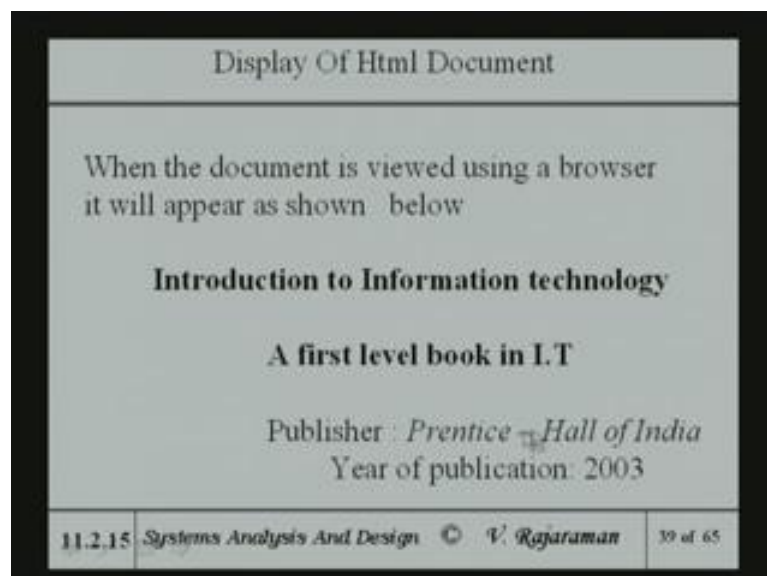 Display Of Html Document
When the document is viewed using a browser
it will appear as shown below
Introduction to Information technology
A first level book in I.T
Publisher : Prentice – Hall of India
Year of publication: 2003
11.2.15 Systems Analysis And Design © V. Rajaraman 39 of 65